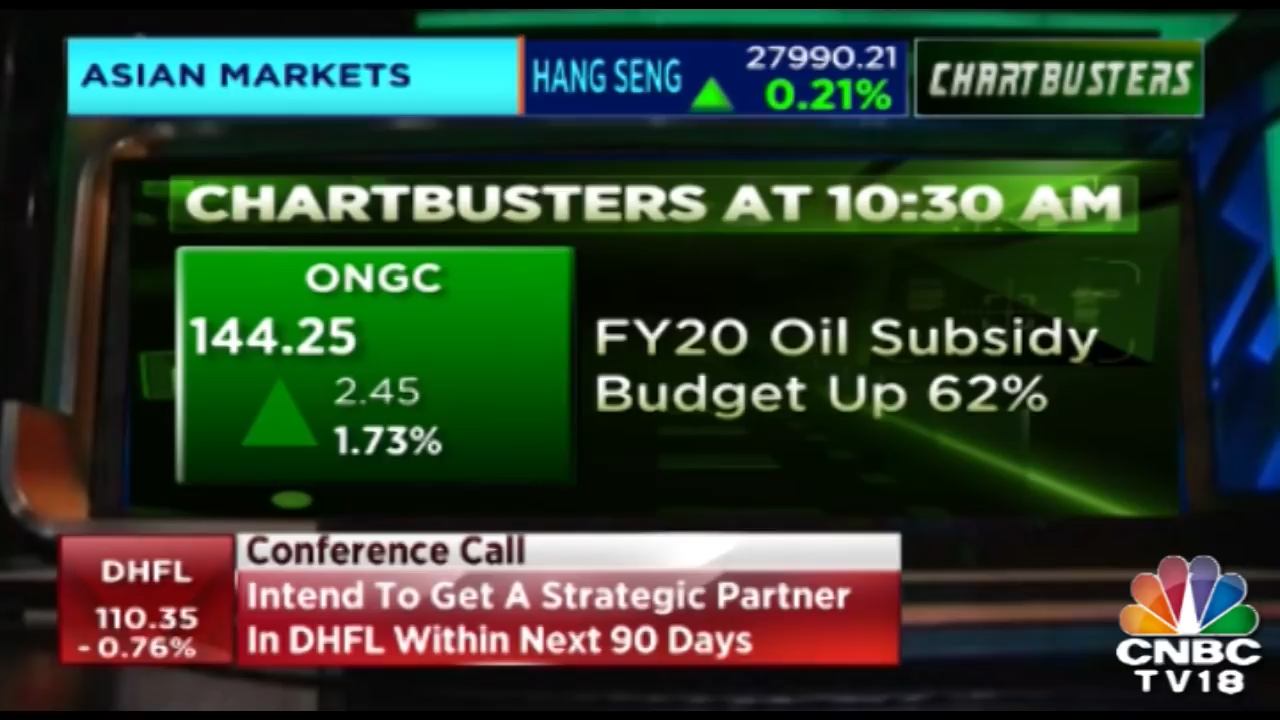 ASIAN MARKETS
HANG SENG
27990.21
0.21%
CHARTBUSTERS
CHARTBUSTERS AT 10:30 AM
ONGC
144.25
2.45
1.73%
FY20 Oil Subsidy
Budget Up 62%
DHFL
110.35
- 0.76%
Conference Call
Intend To Get A Strategic Partner
In DHFL Within Next 90 Days
CNBC
TV18